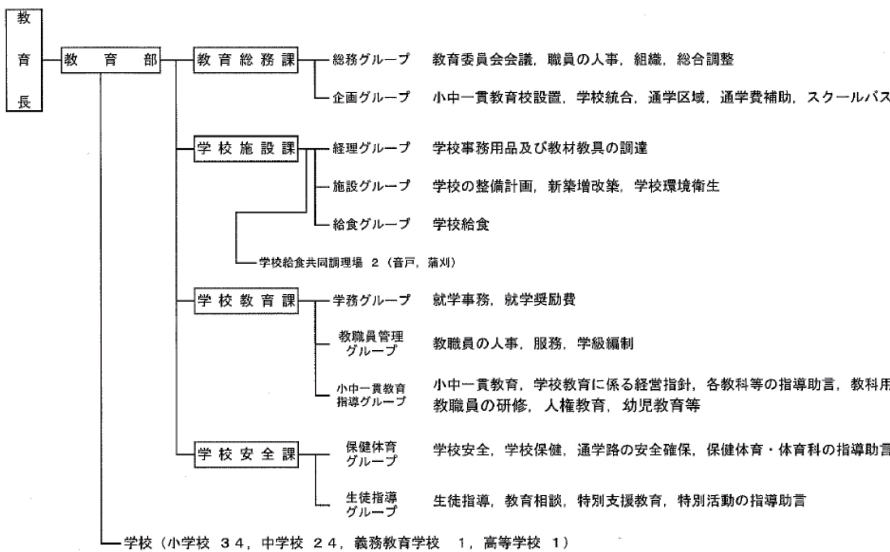 教育長
教育部
教育総務課
総務グループ 教育委員会会議，職員の人事，組織，総合調整
企画グループ 小中一貫教育校設置，学校統合，通学区域，通学費補助，スクールバス
学校施設課
経理グループ 学校事務用品及び教材教具の調達
施設グループ 学校の整備計画，新築増改築，学校環境衛生
給食グループ 学校給食
学校給食共同調理場 2（音戸，蒲刈）
学校教育課
学務グループ 就学事務，就学奨励費
教職員管理
グループ
教職員の人事，服務，学級編制
小中一貫教育
指導グループ
小中一貫教育，学校教育に係る経営指針，各教科等の指導助言，教科用
教職員の研修，人権教育，幼児教育等
学校安全課
保健体育
グループ
学校安全，学校保健，通学路の安全確保，保健体育・体育科の指導助言
生徒指導
グループ
生徒指導，教育相談，特別支援教育，特別活動の指導助言
学校（小学校 ３４，中学校 ２４，義務教育学校 １，高等学校 １）